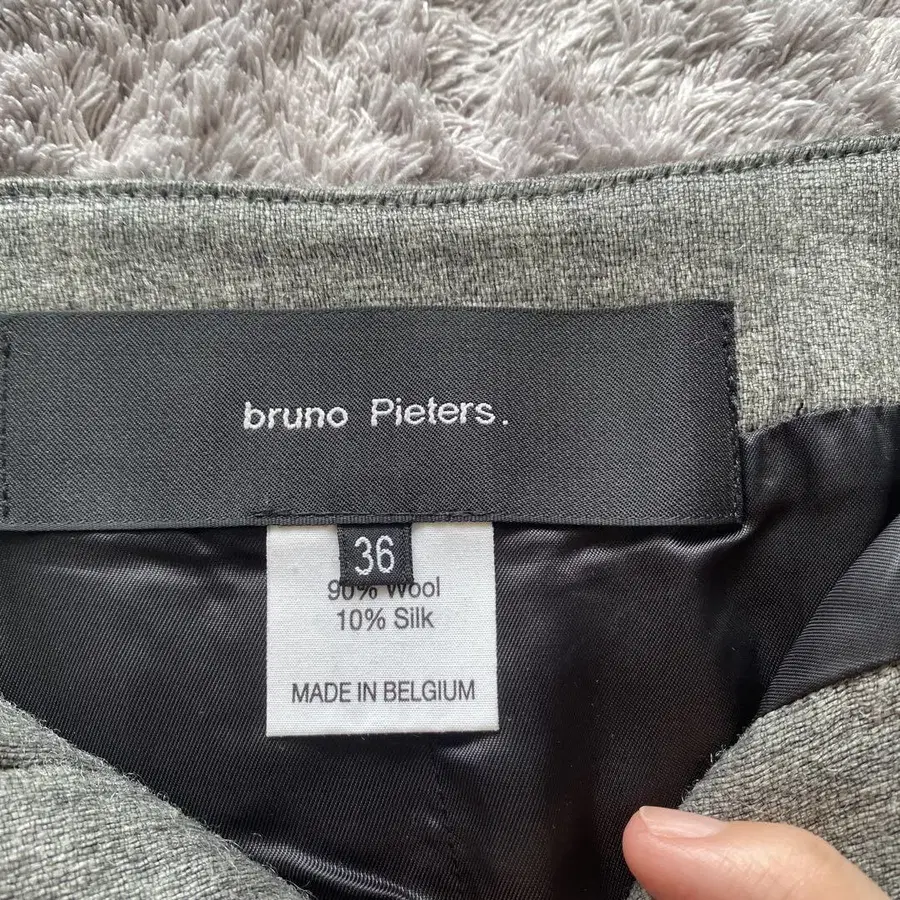 bruno Pieters.
36
90% Wool
10% Silk
MADE IN BELGIUM